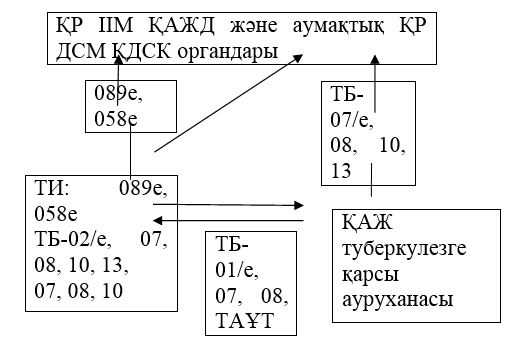 ҚР ІІМ ҚАЖД және аумақтық ҚР
ДСМ ҚДСК органдары
089е,
058е
ТБ-
07/е,
08, 10,
13
ТИ: 089е,
058е
ТБ-02/е, 07,
08, 10, 13,
07, 08, 10
ТБ-
01/е,
07, 08,
ТАҰТ
ҚАЖ
туберкулезге
қарсы
ауруханасы